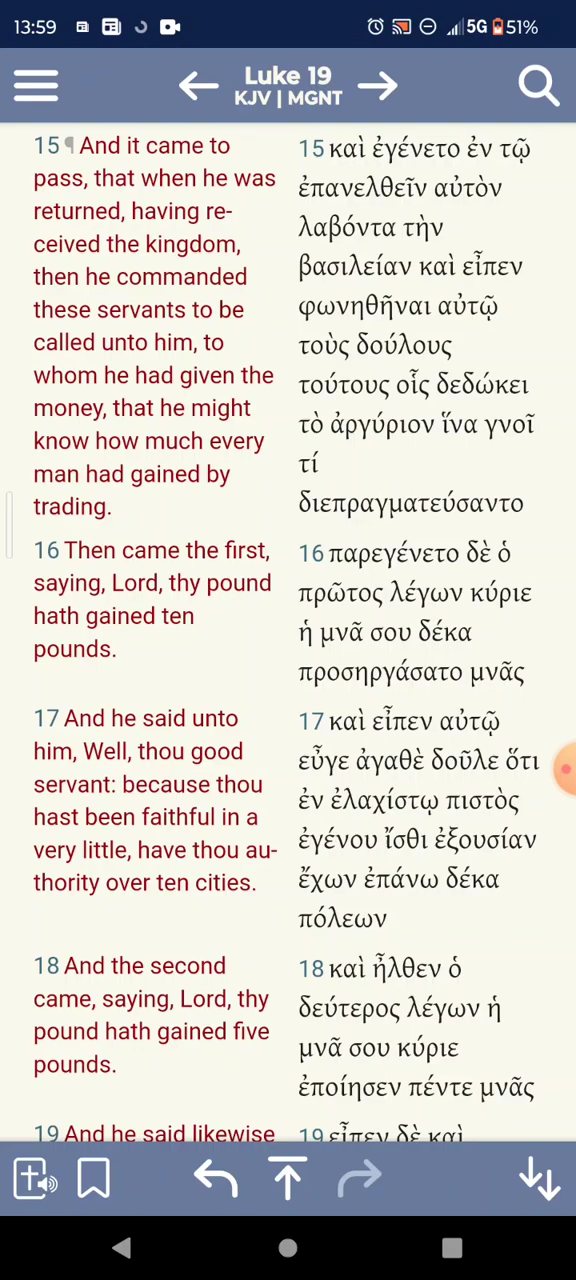 13:59
5G 51%
Luke 19
KJV | MGNT
15 ¶ And it came to
pass, that when he was
returned, having re-
ceived the kingdom,
then he commanded
these servants to be
called unto him, to
whom he had given the
money, that he might
know how much every
man had gained by
trading.
16 Then came the first,
saying, Lord, thy pound
hath gained ten
pounds.
17 And he said unto
him, Well, thou good
servant: because thou
hast been faithful in a
very little, have thou au-
thority over ten cities.
18 And the second
came, saying, Lord, thy
pound hath gained five
pounds.
19 And he said likewise
15 καὶ ἐγένετο ἐν τῷ
ἐπανελθεῖν αὐτὸν
λαβόντα τὴν
βασιλείαν καὶ εἶπεν
φωνηθῆναι αὐτῷ
τοὺς δούλους
τούτους οἷς δεδώκει
τὸ ἀργύριον ἵνα γνοῖ
τί
διεπραγματεύσαντο
16 παρεγένετο δὲ ὁ
πρῶτος λέγων κύριε
ἡ μνᾶ σου δέκα
προσηργάσατο μνᾶς
17 καὶ εἶπεν αὐτῷ
εὖγε ἀγαθὲ δοῦλε ὅτι
ἐν ἐλαχίστῳ πιστὸς
ἐγένου ἴσθι ἐξουσίαν
ἔχων ἐπάνω δέκα
πόλεων
18 καὶ ἦλθεν ὁ
δεύτερος λέγων ἡ
μνᾶ σου κύριε
ἐποίησεν πέντε μνᾶς
19 εἶπεν δὲ καὶ